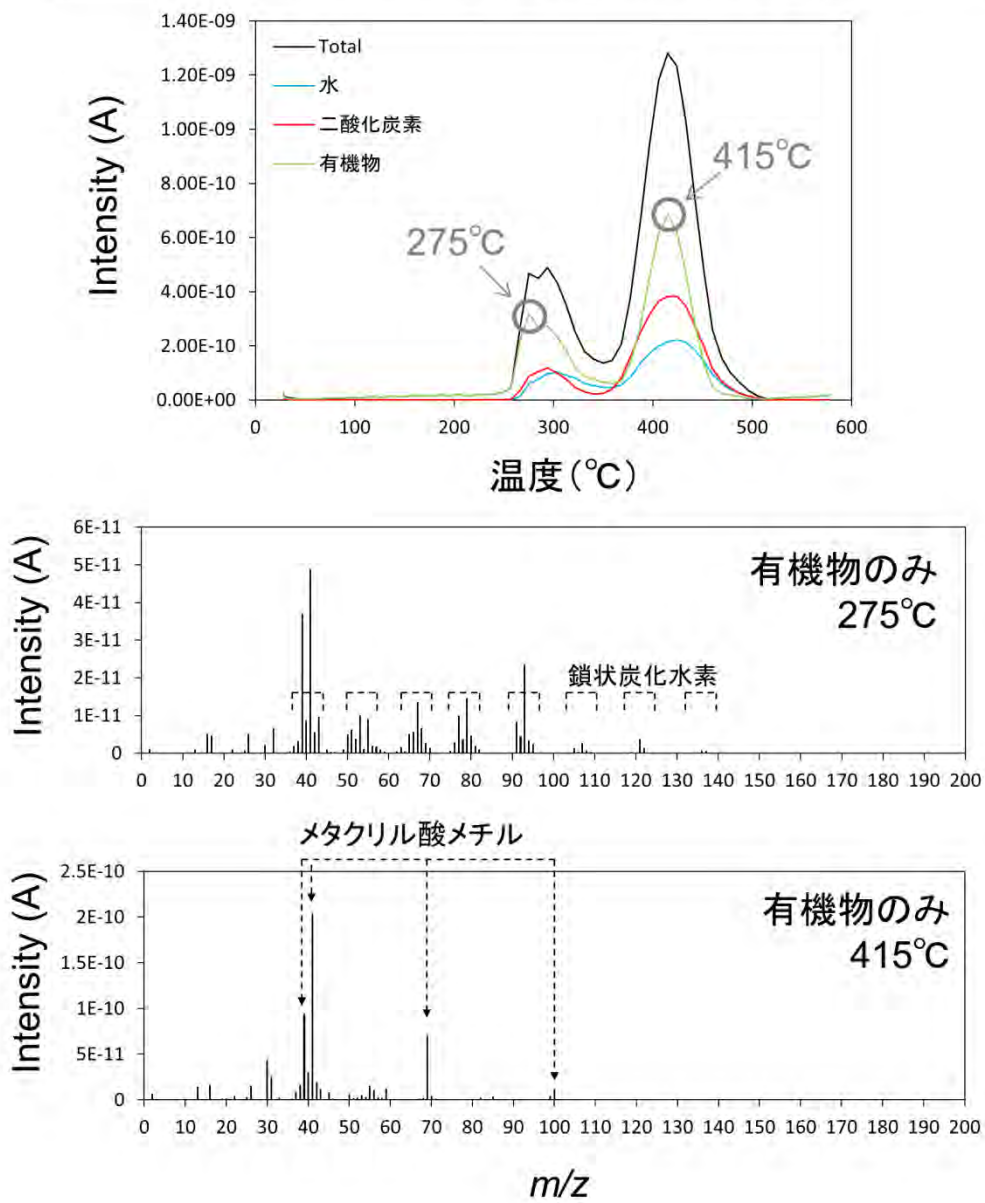 1.40E-09
1.20E-09
1.00E-09
8.00E-10
6.00E-10
4.00E-10
2.00E-10
0.00E+00
Intensity (A)
Total
水
二酸化炭素
有機物
275℃
415℃
0 100 200 300 400 500 600
温度(℃)
6E-11
5E-11
4E-11
3E-11
2E-11
1E-11
0
Intensity (A)
有機物のみ
275℃
鎖状炭化水素
0 10 20 30 40 50 60 70 80 90 100 110 120 130 140 150 160 170 180 190 200
メタクリル酸メチル
2.5E-10
2E-10
1.5E-10
1E-10
5E-11
0
Intensity (A)
有機物のみ
415℃
0 10 20 30 40 50 60 70 80 90 100 110 120 130 140 150 160 170 180 190 200
m/z